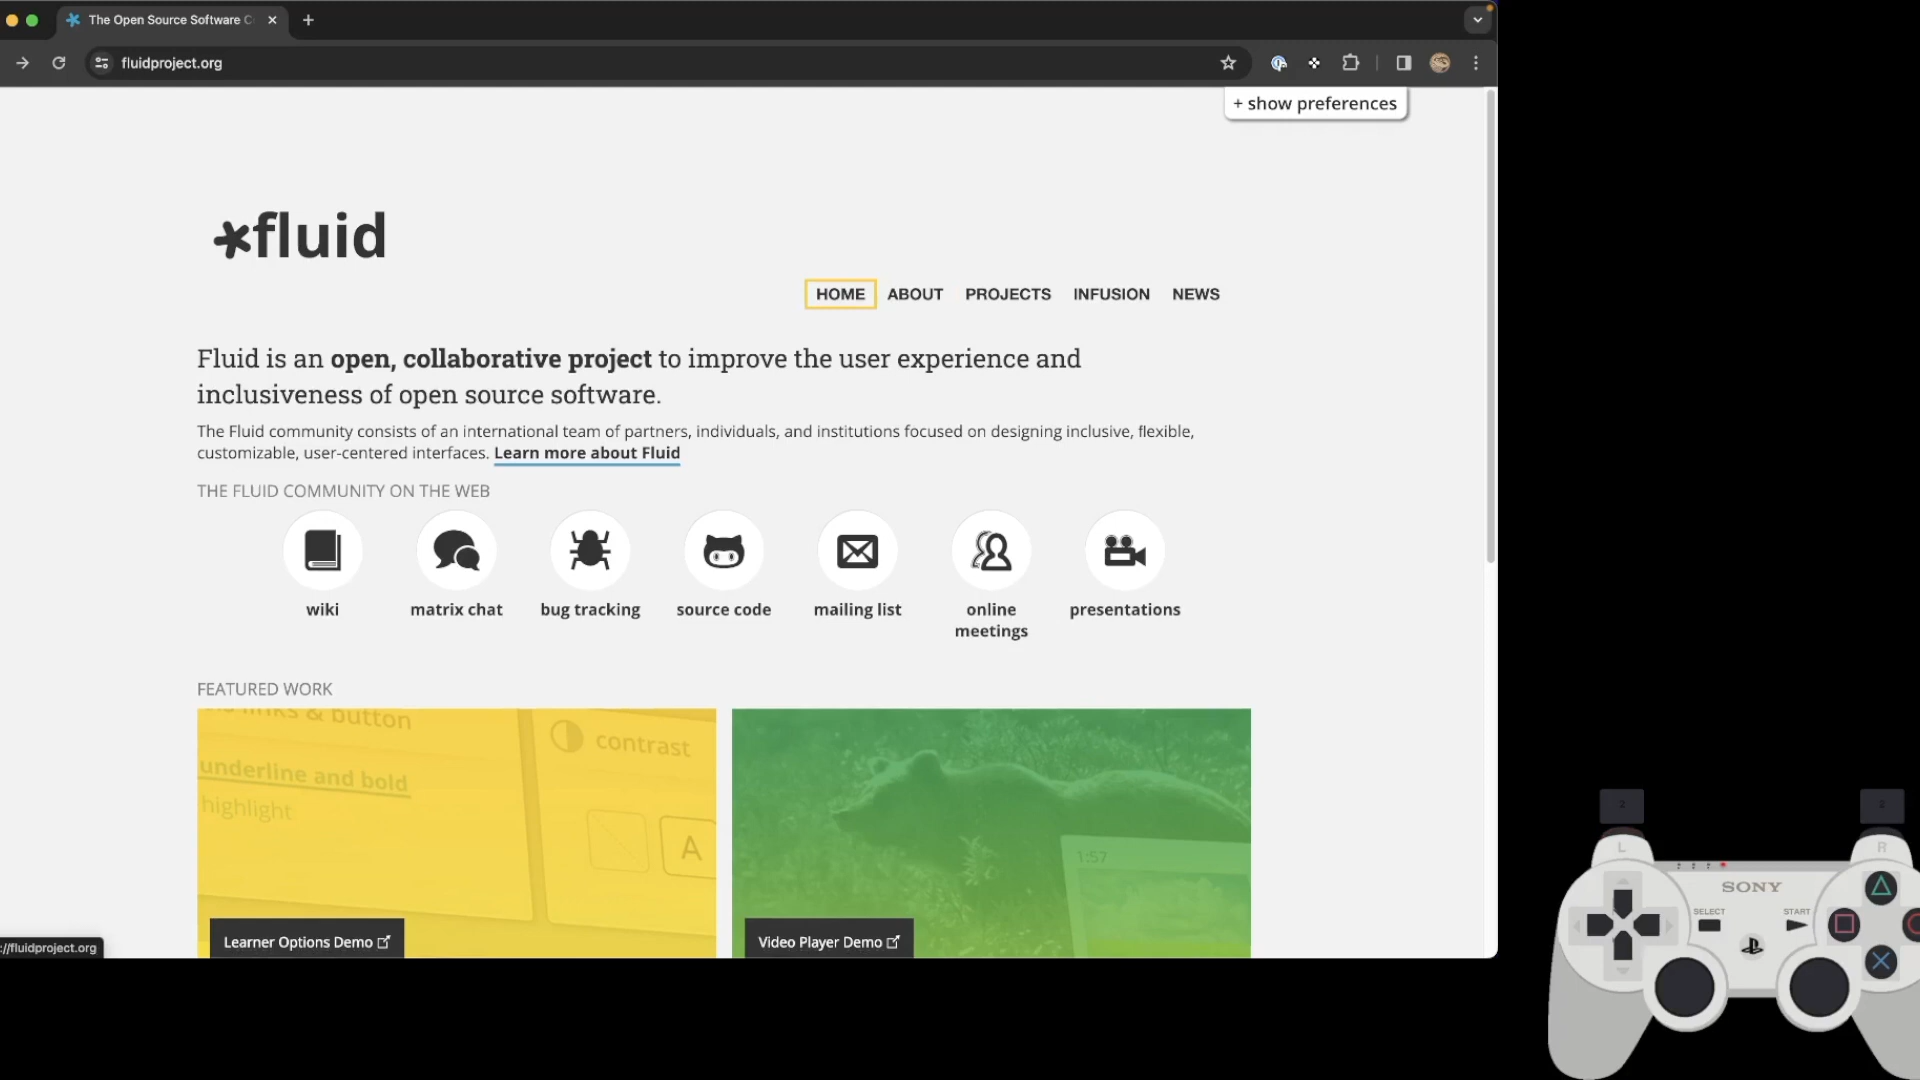 The Open Source Software C
fluidproject.org
+ show preferences
*fluid
HOME ABOUT PROJECTS INFUSION NEWS
Fluid is an open, collaborative project to improve the user experience and
inclusiveness of open source software.
The Fluid community consists of an international team of partners, individuals, and institutions focused on designing inclusive, flexible,
customizable, user-centered interfaces. Learn more about Fluid
THE FLUID COMMUNITY ON THE WEB
wiki
matrix chat
bug tracking
source code
mailing list
online
meetings
presentations
FEATURED WORK
links & button
underline and bold
highlight
contrast
A
Learner Options Demo
1:57
Video Player Demo
://fluidproject.org
2
2
L
R
SONY
SELECT
START